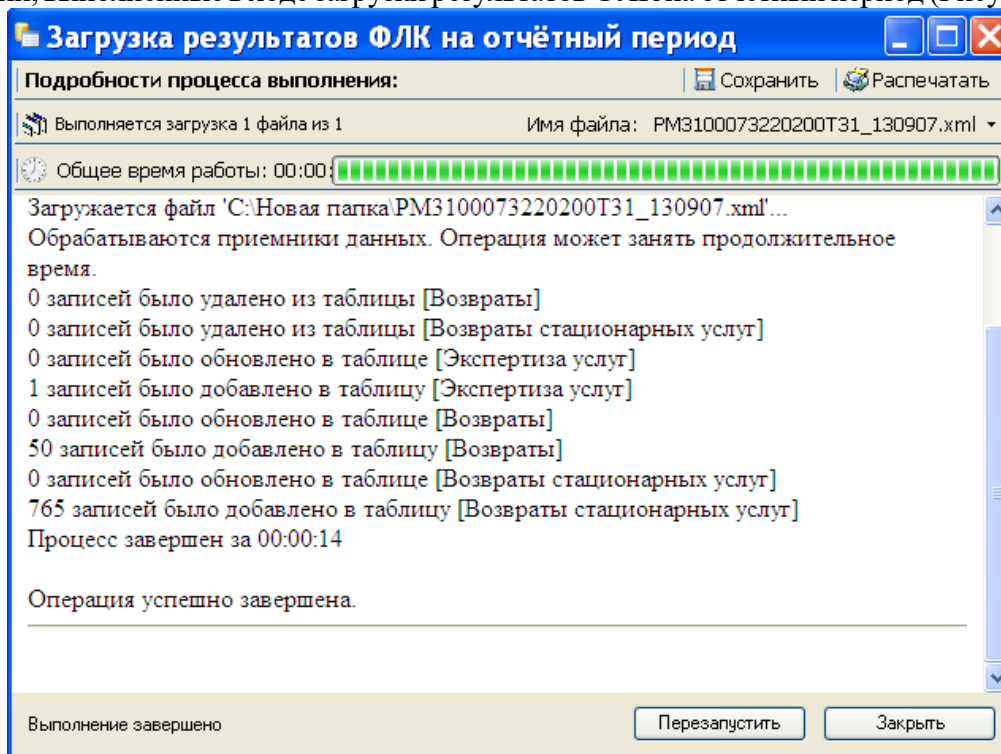 Загрузка результатов ФЛК на отчётный период
Подробности процесса выполнения: Сохранить Распечатать
Выполняется загрузка 1 файла из 1 Имя файла: PM3100073220200T31_130907.xml
Общее время работы: 00:00:
Загружается файл 'C:\Новая папка\PM3100073220200T31_130907.xml'...
Обрабатываются приемники данных. Операция может занять продолжительное
время.
0 записей было удалено из таблицы [Возвраты]
0 записей было удалено из таблицы [Возвраты стационарных услуг]
0 записей было обновлено в таблице [Экспертиза услуг]
1 записей было добавлено в таблицу [Экспертиза услуг]
0 записей было обновлено в таблице [Возвраты]
50 записей было добавлено в таблицу [Возвраты]
0 записей было обновлено в таблице [Возвраты стационарных услуг]
765 записей было добавлено в таблицу [Возвраты стационарных услуг]
Процесс завершен за 00:00:14
Операция успешно завершена.
Выполнение завершено Перезапустить Закрыть